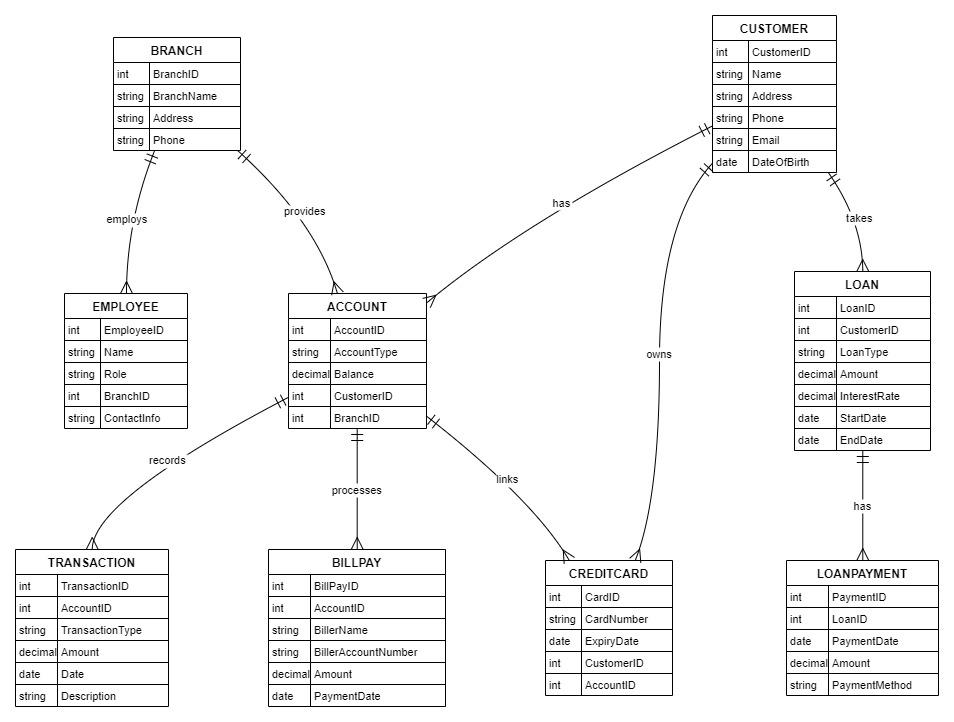 CUSTOMER
int CustomerID
string Name
string Address
string Phone
string Email
date DateOfBirth
BRANCH
int BranchID
string BranchName
string Address
string Phone
employs
provides
has
takes
owns
EMPLOYEE
int EmployeeID
string Name
string Role
int BranchID
string ContactInfo
ACCOUNT
int AccountID
string AccountType
decimal Balance
int CustomerID
int BranchID
LOAN
int LoanID
int CustomerID
string LoanType
decimal Amount
decimal InterestRate
date StartDate
date EndDate
records
processes
links
has
TRANSACTION
int TransactionID
int AccountID
string TransactionType
decimal Amount
date Date
string Description
BILLPAY
int BillPayID
int AccountID
string BillerName
string BillerAccountNumber
decimal Amount
date PaymentDate
CREDITCARD
int CardID
string CardNumber
date ExpiryDate
int CustomerID
int AccountID
LOANPAYMENT
int PaymentID
int LoanID
date PaymentDate
decimal Amount
string PaymentMethod